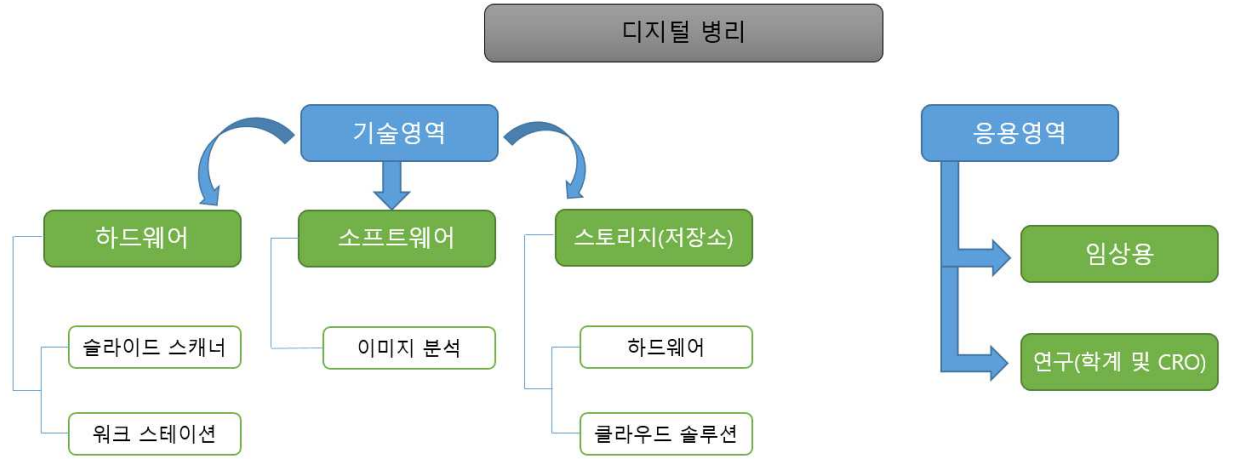 디지털 병리
기술영역
응용영역
하드웨어
소프트웨어
스토리지(저장소)
임상용
슬라이드 스캐너
이미지 분석
하드웨어
연구(학계 및 CRO)
워크 스테이션
클라우드 솔루션